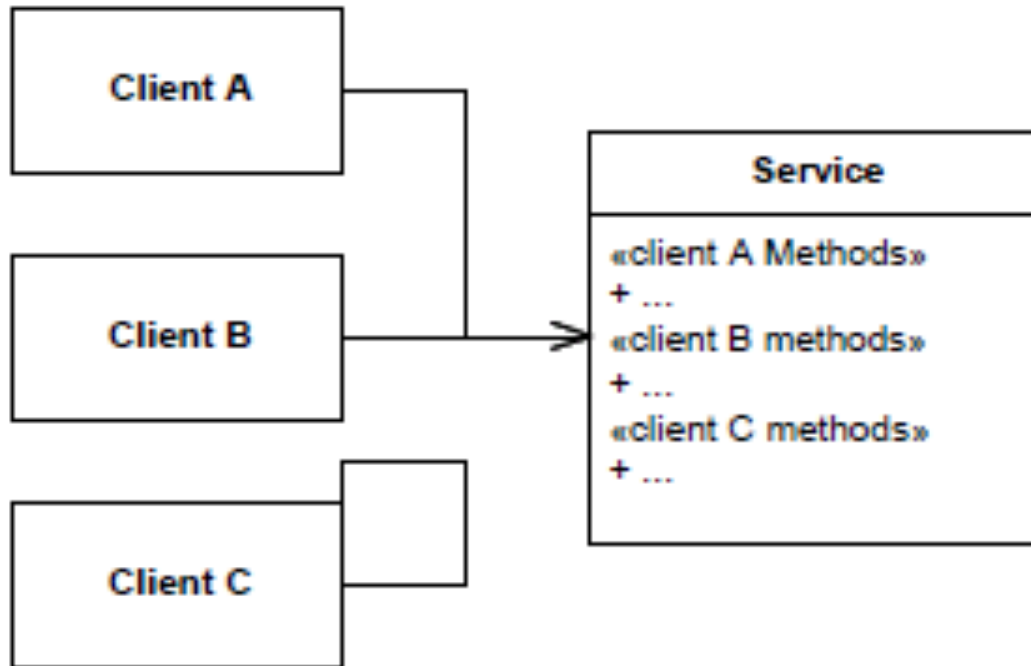 Client A
Client B
Client C
Service
«client A Methods»
+ ...
«client B methods»
+ ...
«client C methods»
+ ...